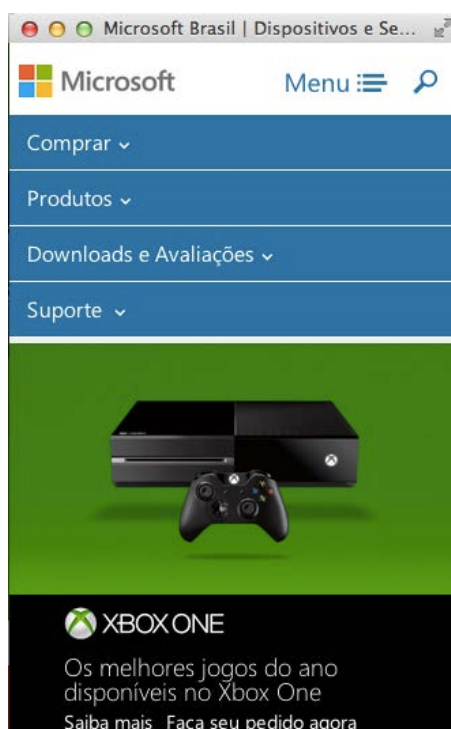 Microsoft Brasil | Dispositivos e Se...
Microsoft Menu
Comprar
Produtos
Downloads e Avaliações
Suporte
XBOX ONE
Os melhores jogos do ano
disponíveis no Xbox One
Saiba mais Faça seu pedido agora